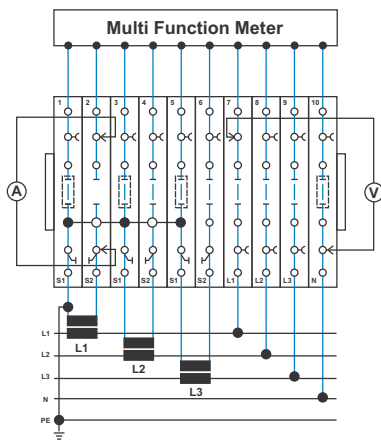 Multi Function Meter
1 2 3 4 5 6 7 8 9 10
A V
S1 S2 S1 S2 S1 S2 L1 L2 L3 N
L1
L1
L2
L2
L3
L3
N
PE